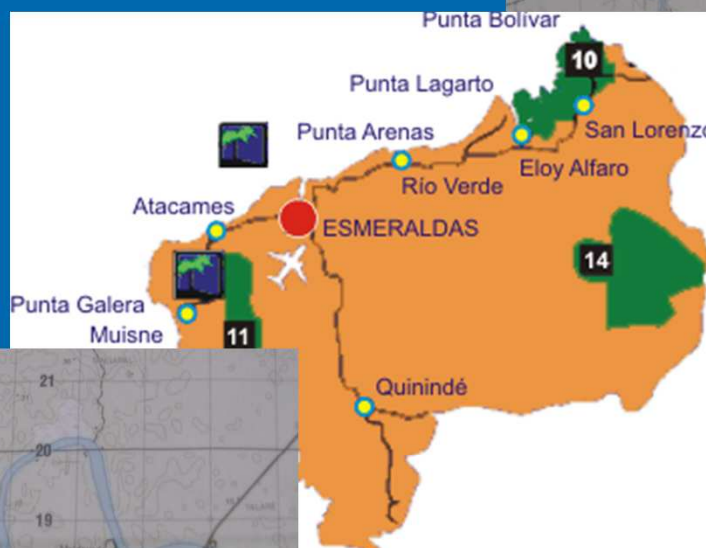 Punta Bolívar
10
Punta Lagarto
Punta Arenas
San Lorenzo
Río Verde
Eloy Alfaro
Atacames
ESMERALDAS
14
Punta Galera
Muisne
11
21
Quinindé
20
19